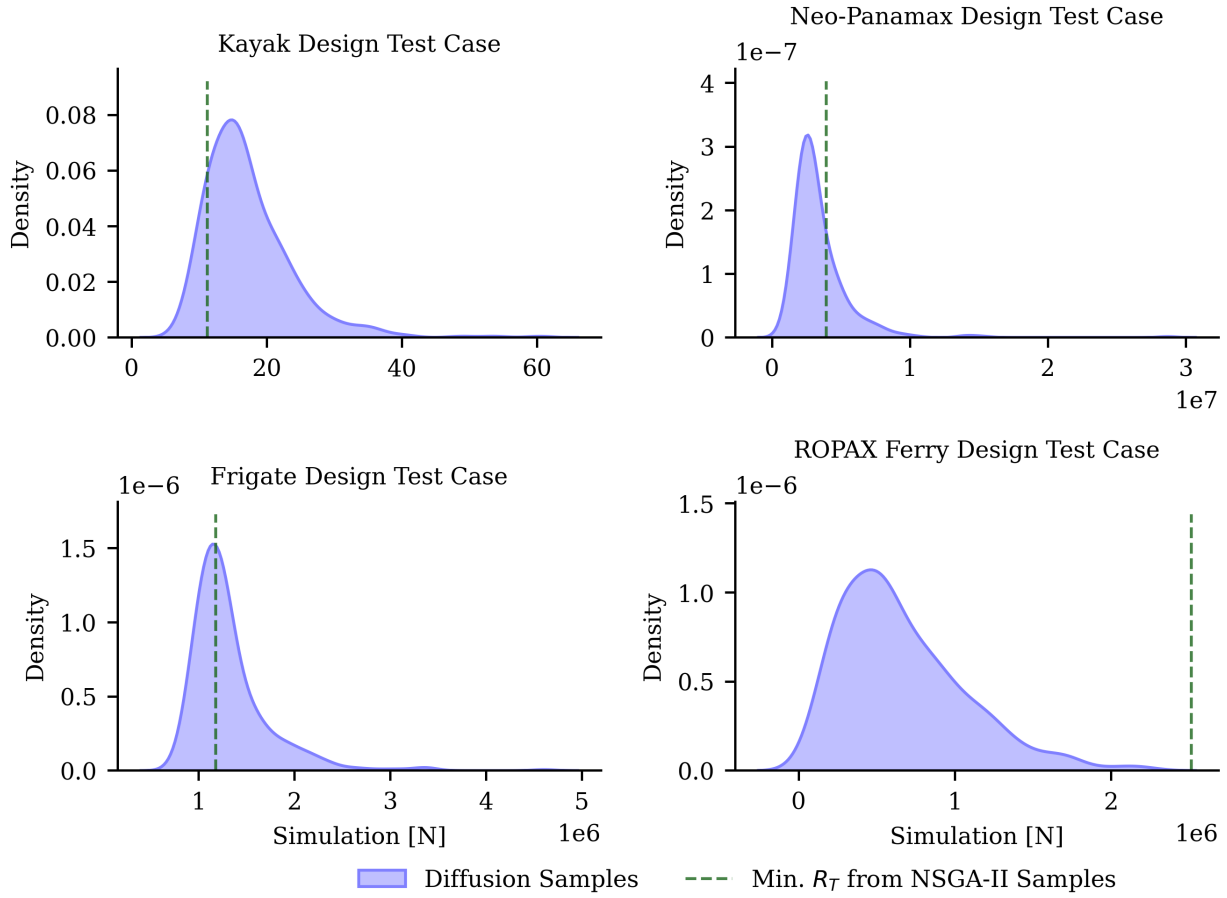 Kayak Design Test Case
Density
0.08
0.06
0.04
0.02
0.00
0 20 40 60
Neo-Panamax Design Test Case
1e−7
Density
4
3
2
1
0
0 1 2 3
1e7
Frigate Design Test Case
1e−6
Density
1.5
1.0
0.5
0.0
1 2 3 4 5
1e6
Simulation [N]
ROPAX Ferry Design Test Case
1e−6
Density
1.5
1.0
0.5
0.0
0 1 2
1e6
Simulation [N]
Diffusion Samples
Min. R_T from NSGA-II Samples